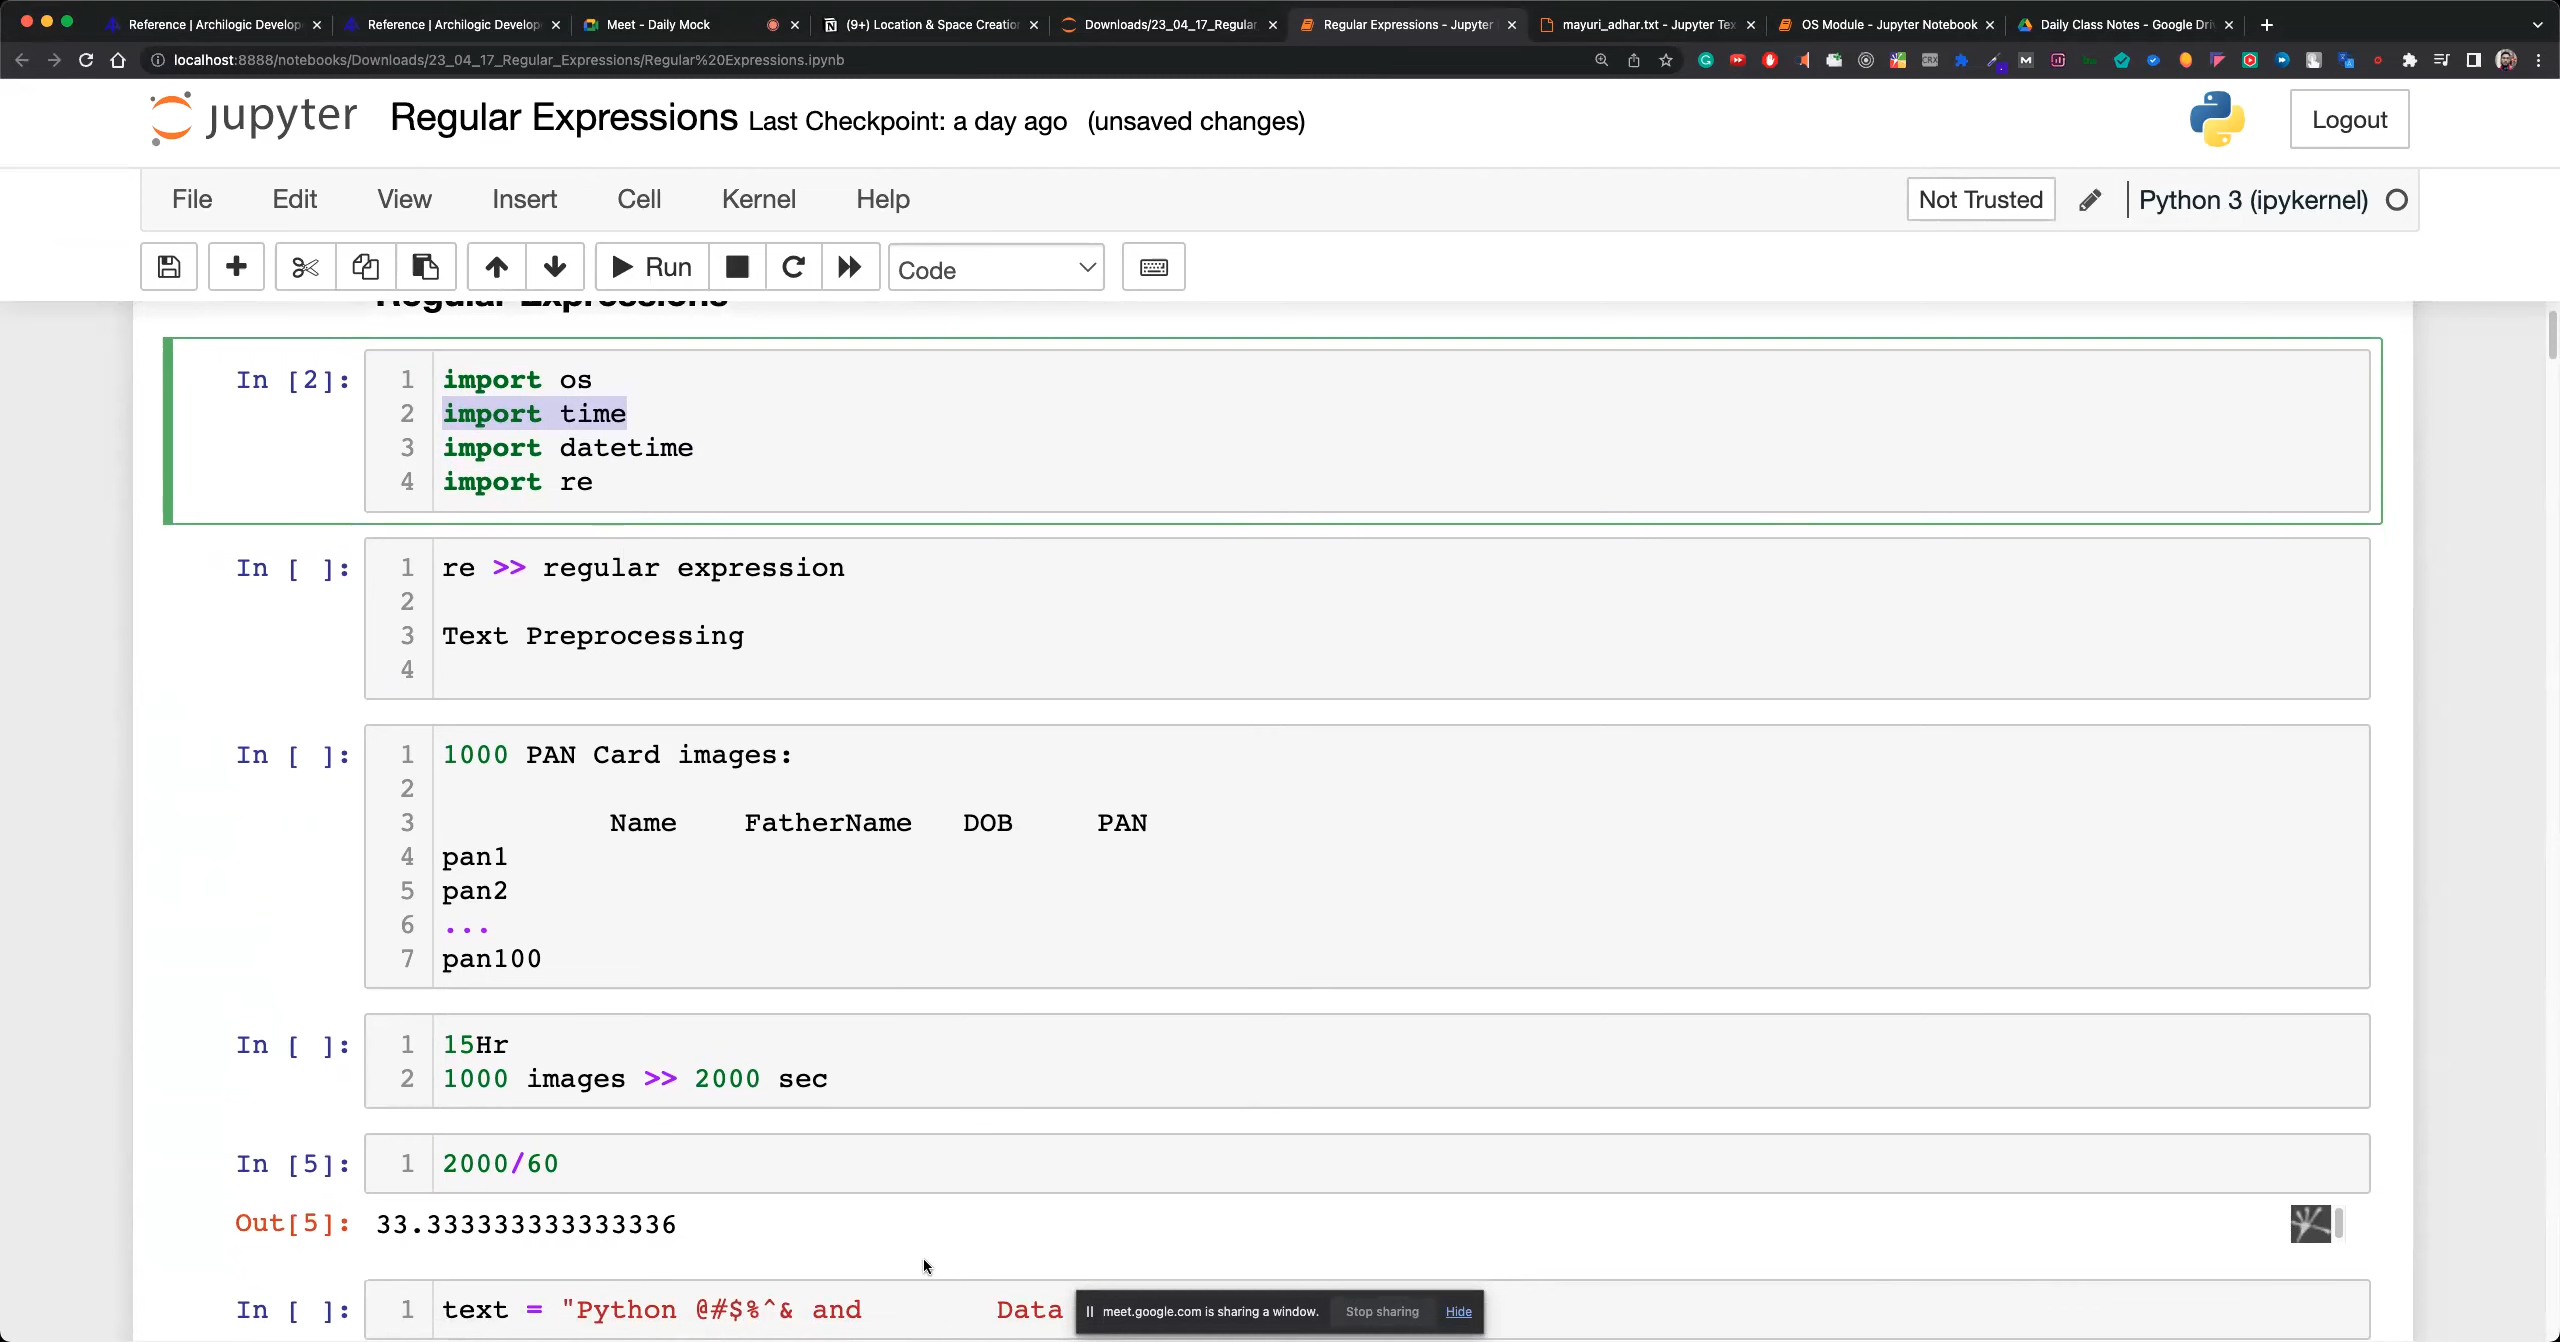 Reference | Archilogic Develop
Reference | Archilogic Develop
Meet - Daily Mock
(9+) Location & Space Creation
Downloads/23_04_17_Regular
Regular Expressions - Jupyter
mayuri_adhar.txt - Jupyter Tex
OS Module - Jupyter Notebook
Daily Class Notes - Google Driv
localhost:8888/notebooks/Downloads/23_04_17_Regular_Expressions/Regular%20Expressions.ipynb
jupyter Regular Expressions Last Checkpoint: a day ago (unsaved changes)
Logout
File Edit View Insert Cell Kernel Help
Not Trusted
Python 3 (ipykernel)
Run
Code
Regular Expressions
In [2]:
1 import os
2 import time
3 import datetime
4 import re
In [ ]:
1 re >> regular expression
2
3 Text Preprocessing
4
In [ ]:
1 1000 PAN Card images:
2
3 Name FatherName DOB PAN
4 pan1
5 pan2
6 ...
7 pan100
In [ ]:
1 15Hr
2 1000 images >> 2000 sec
In [5]:
1 2000/60
Out[5]: 33.333333333333336
In [ ]:
1 text = "Python @#$%^& and Data
meet.google.com is sharing a window.
Stop sharing
Hide